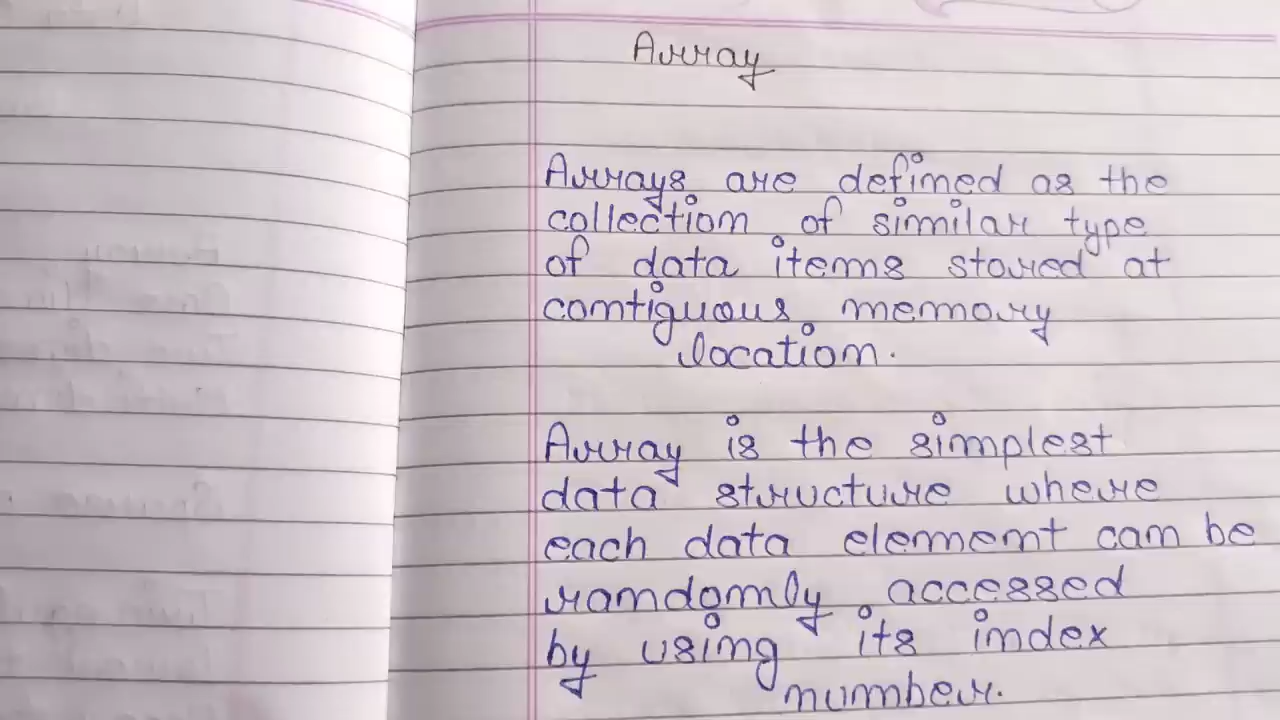 Array
Arrays are defined as the
collection of similar type
of data items stored at
contiguous memory
location.
Array is the simplest
data structure where
each data element can be
randomly accessed
by using its index
number.